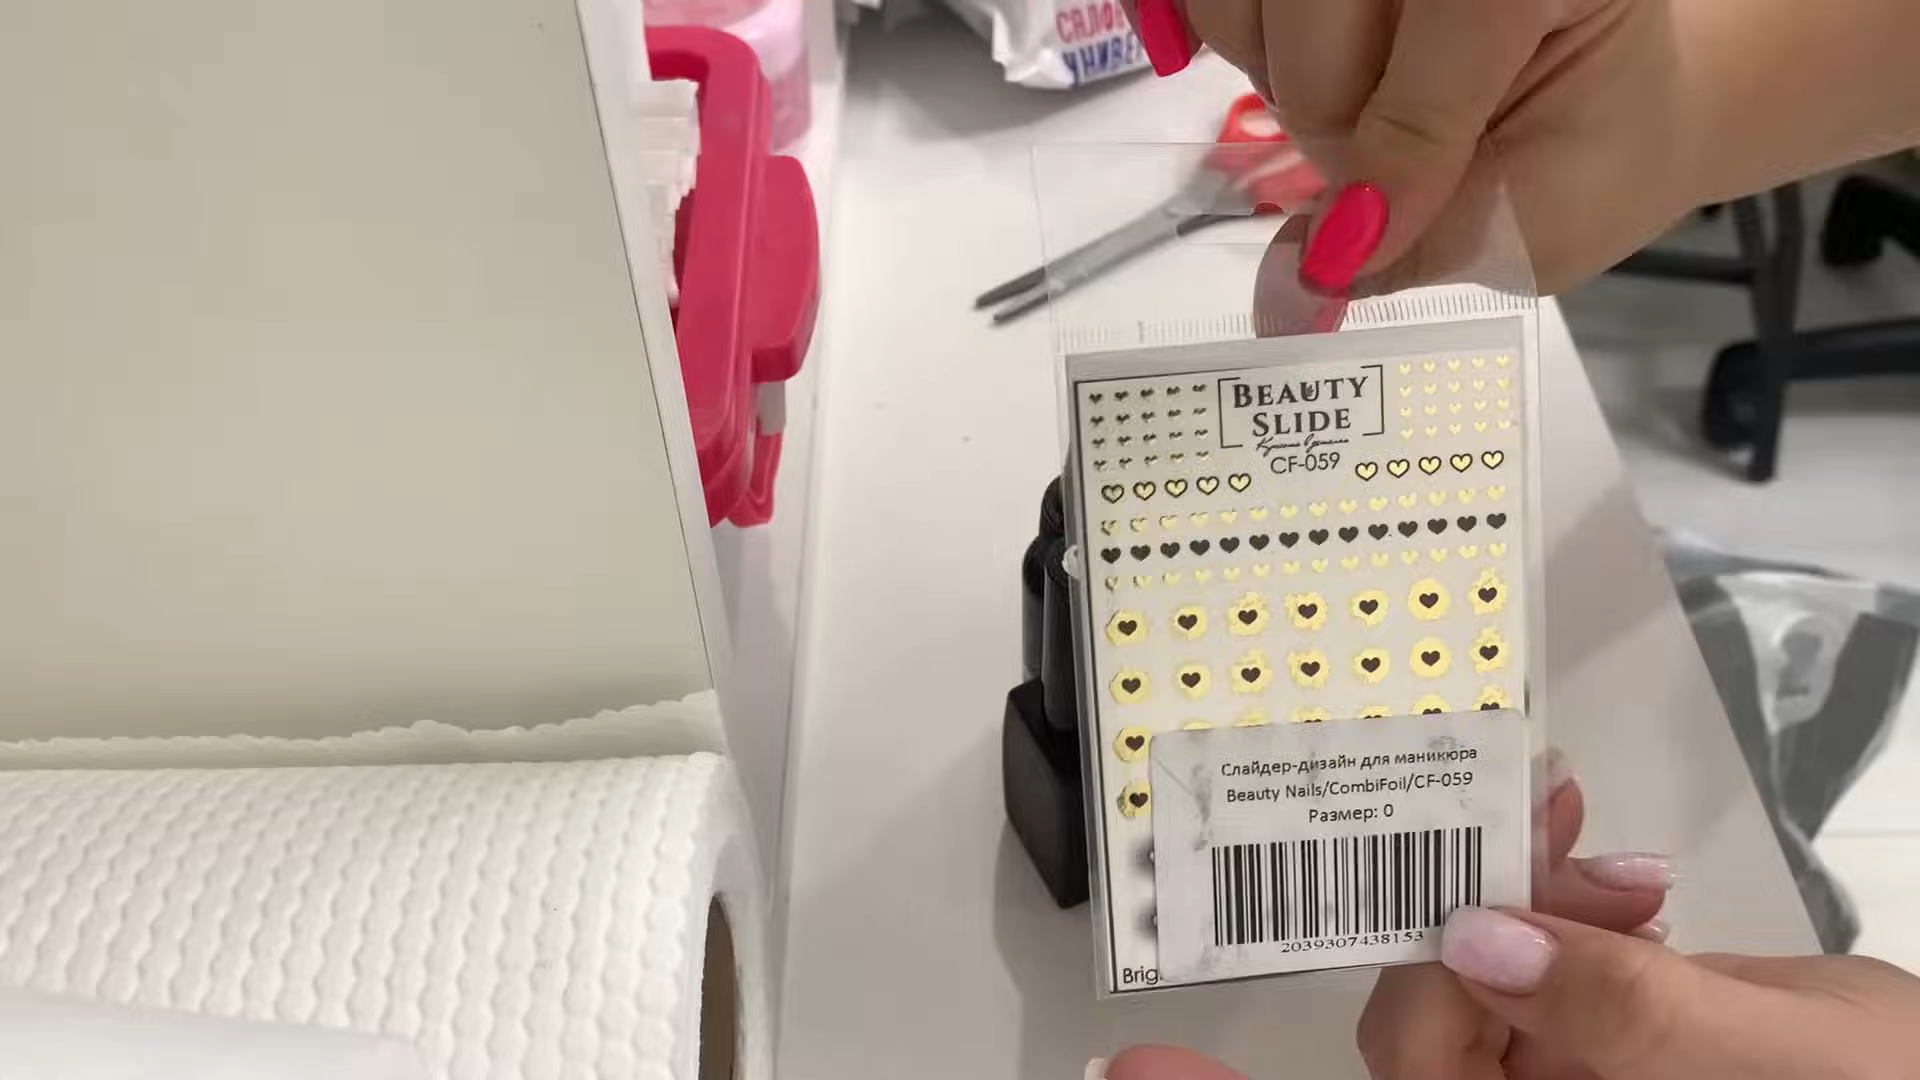 BEAUTY
SLIDE
CF-059
Слайдер-дизайн для маникюра
Beauty Nails/CombiFoil/CF-059
Размер: 0
2039307438153